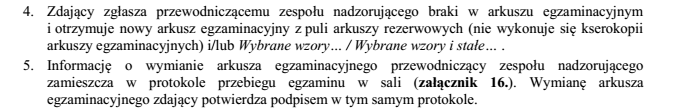 4. Zdający zgłasza przewodniczącemu zespołu nadzorującego braki w arkuszu egzaminacyjnym
i otrzymuje nowy arkusz egzaminacyjny z puli arkuszy rezerwowych (nie wykonuje się kserokopii
arkuszy egzaminacyjnych) i/lub Wybrane wzory… / Wybrane wzory i stałe… .
5. Informację o wymianie arkusza egzaminacyjnego przewodniczący zespołu nadzorującego
zamieszcza w protokole przebiegu egzaminu w sali (załącznik 16.). Wymianę arkusza
egzaminacyjnego zdający potwierdza podpisem w tym samym protokole.